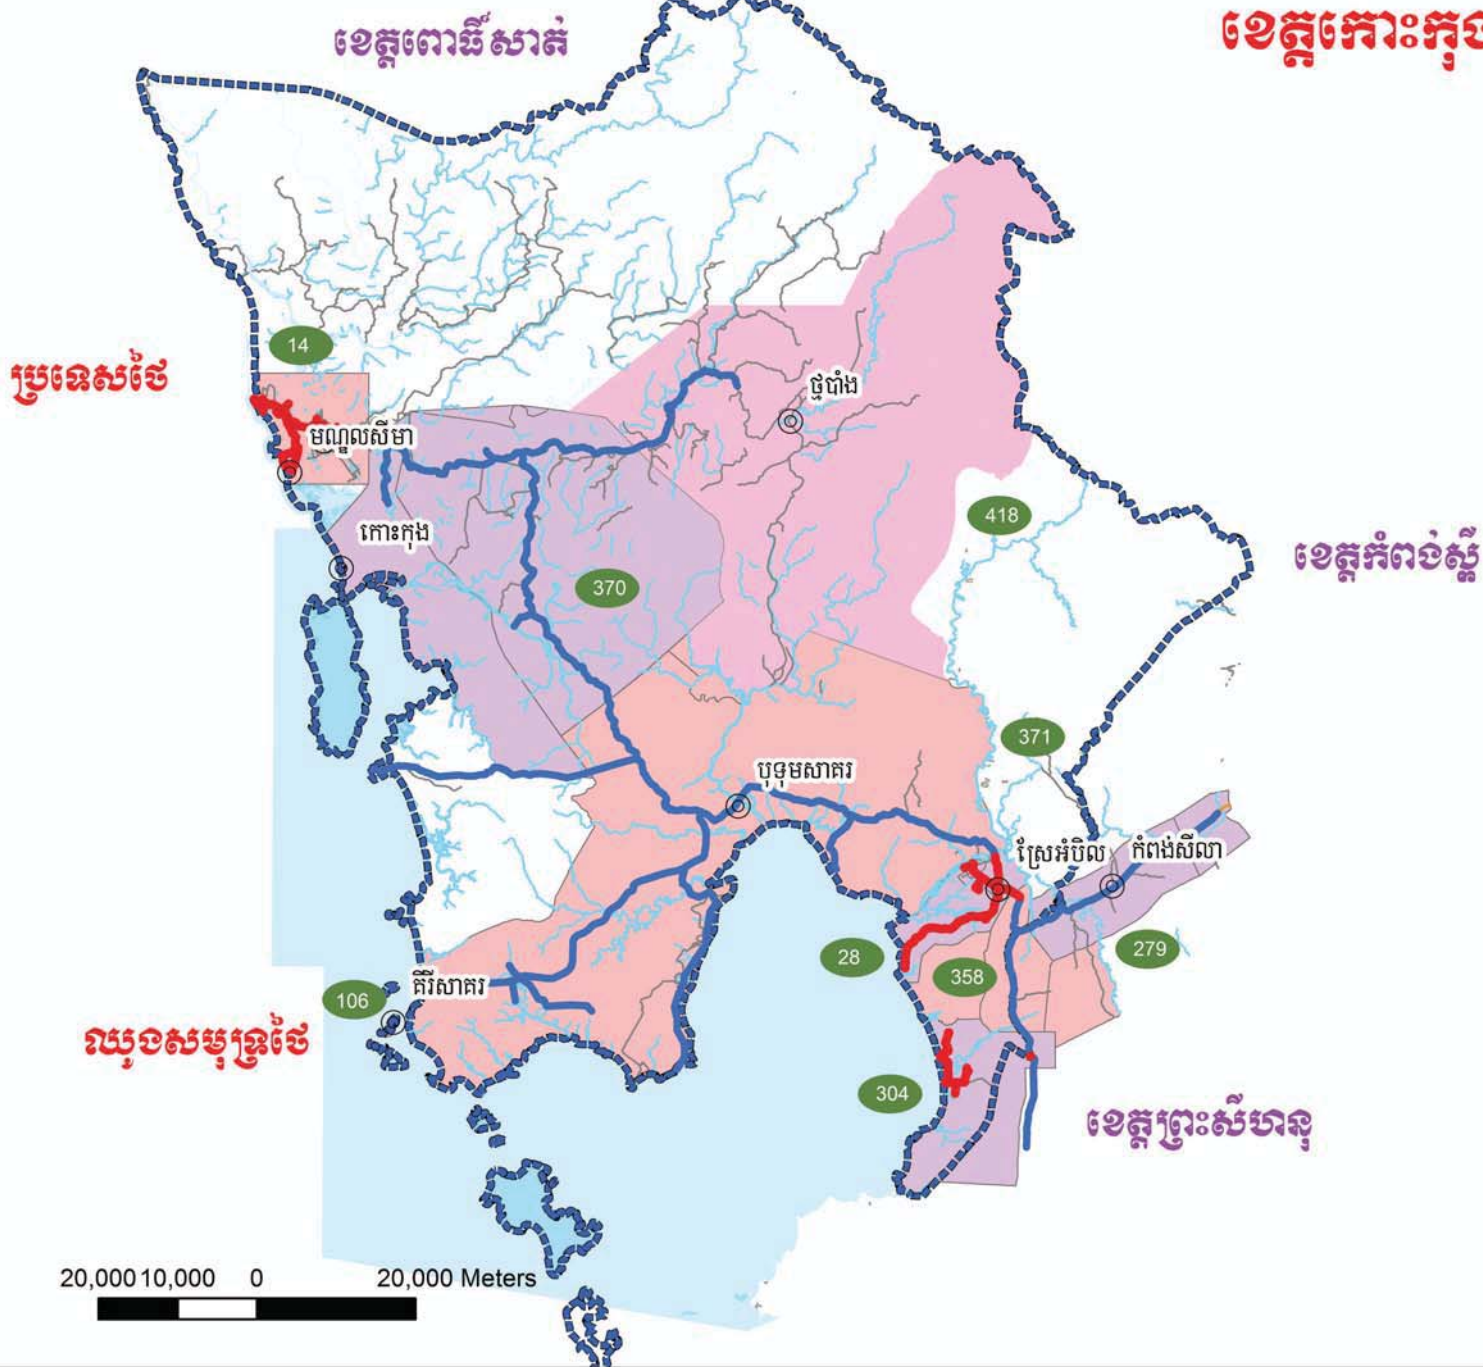 ខេត្តពោធិ៍សាត់
ខេត្តកោះកុង
14
ប្រទេសថៃ
ថ្មបាំង
មណ្ឌលសីមា
418
កោះកុង
ខេត្តកំពង់ស្ពឺ
370
371
បុទុមសាគរ
ស្រែអំបិល
កំពង់សីលា
28
279
358
គិរីសាគរ
106
ឈូងសមុទ្រថៃ
304
ខេត្តព្រះសីហនុ
20,000 10,000 0 20,000 Meters